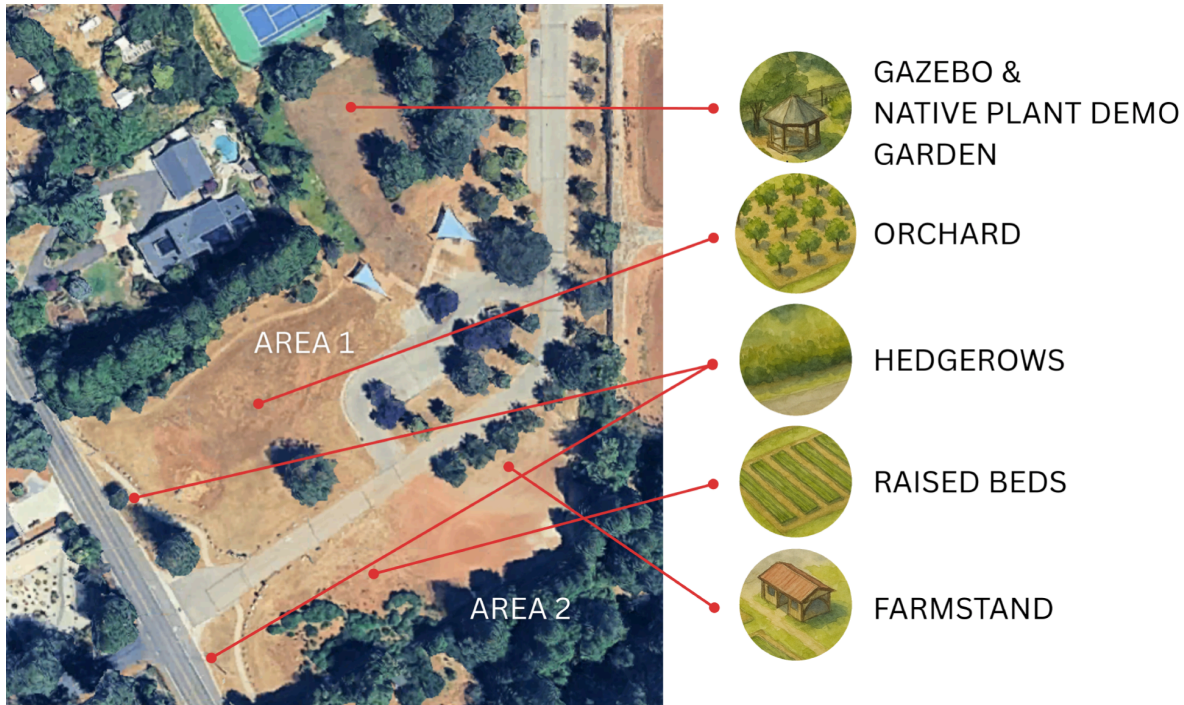 GAZEBO &
NATIVE PLANT DEMO
GARDEN
ORCHARD
AREA 1
HEDGEROWS
RAISED BEDS
AREA 2
FARMSTAND